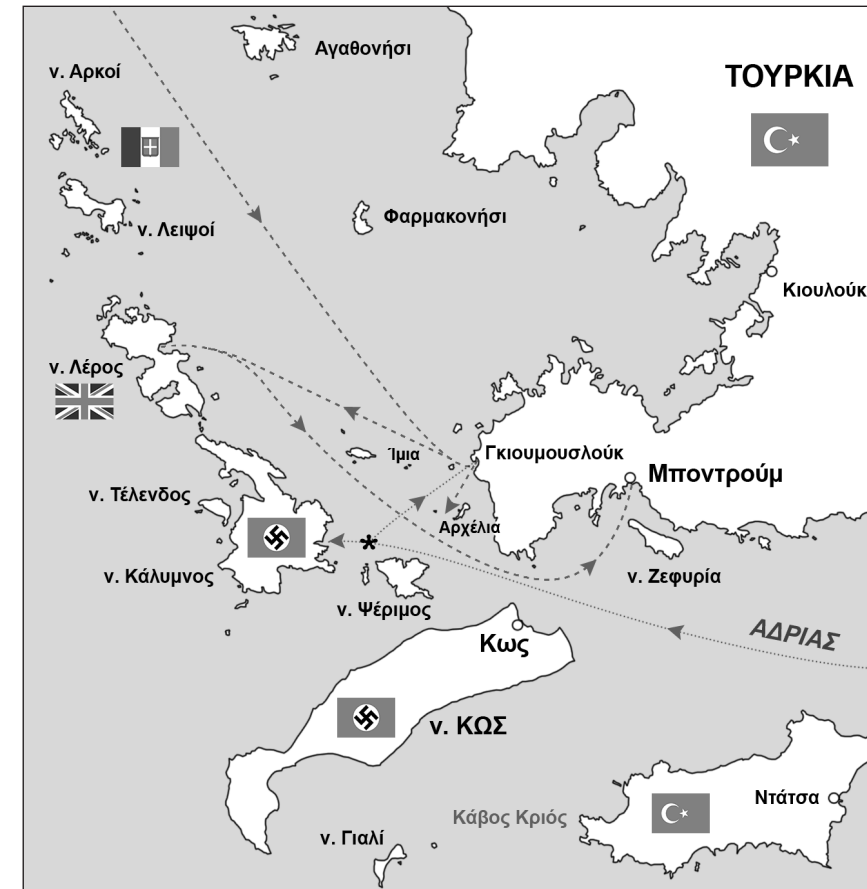 Αγαθονήσι
ν. Αρκοί
ΤΟΥΡΚΙΑ
Φαρμακονήσι
ν. Λειψοί
Κιουλούκ
ν. Λέρος
Ίμια
Γκιουμουσλούκ
Μποντρούμ
ν. Τέλενδος
Αρχέλια
*
ν. Κάλυμνος
ν. Ζεφυρία
ν. Ψέριμος
ΑΔΡΙΑΣ
Κως
ν. ΚΩΣ
Ντάτσα
Κάβος Κριός
ν. Γιαλί